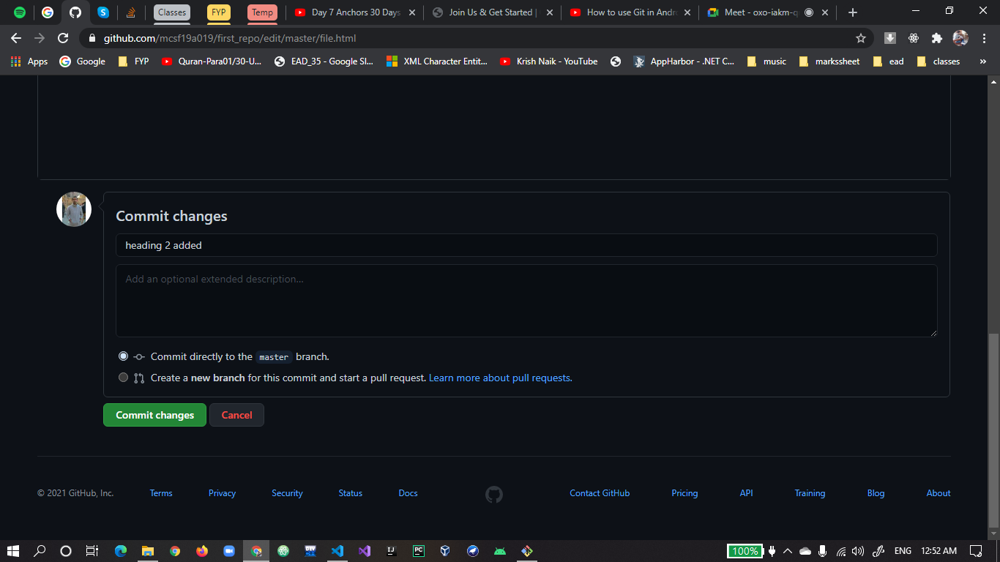 Classes FYP Temp Day 7 Anchors 30 Days Join Us & Get Started | How to use Git in Andr Meet - oxo-iakm-q
github.com/mcsf19a019/first_repo/edit/master/file.html
Apps Google FYP Quran-Para01/30-U... EAD_35 - Google Sl... XML Character Entit... Krish Naik - YouTube AppHarbor - .NET C... music markssheet ead classes »
Commit changes
heading 2 added
Add an optional extended description...
Commit directly to the master branch.
Create a new branch for this commit and start a pull request. Learn more about pull requests.
Commit changes Cancel
© 2021 GitHub, Inc. Terms Privacy Security Status Docs Contact GitHub Pricing API Training Blog About
100% ENG 12:52 AM